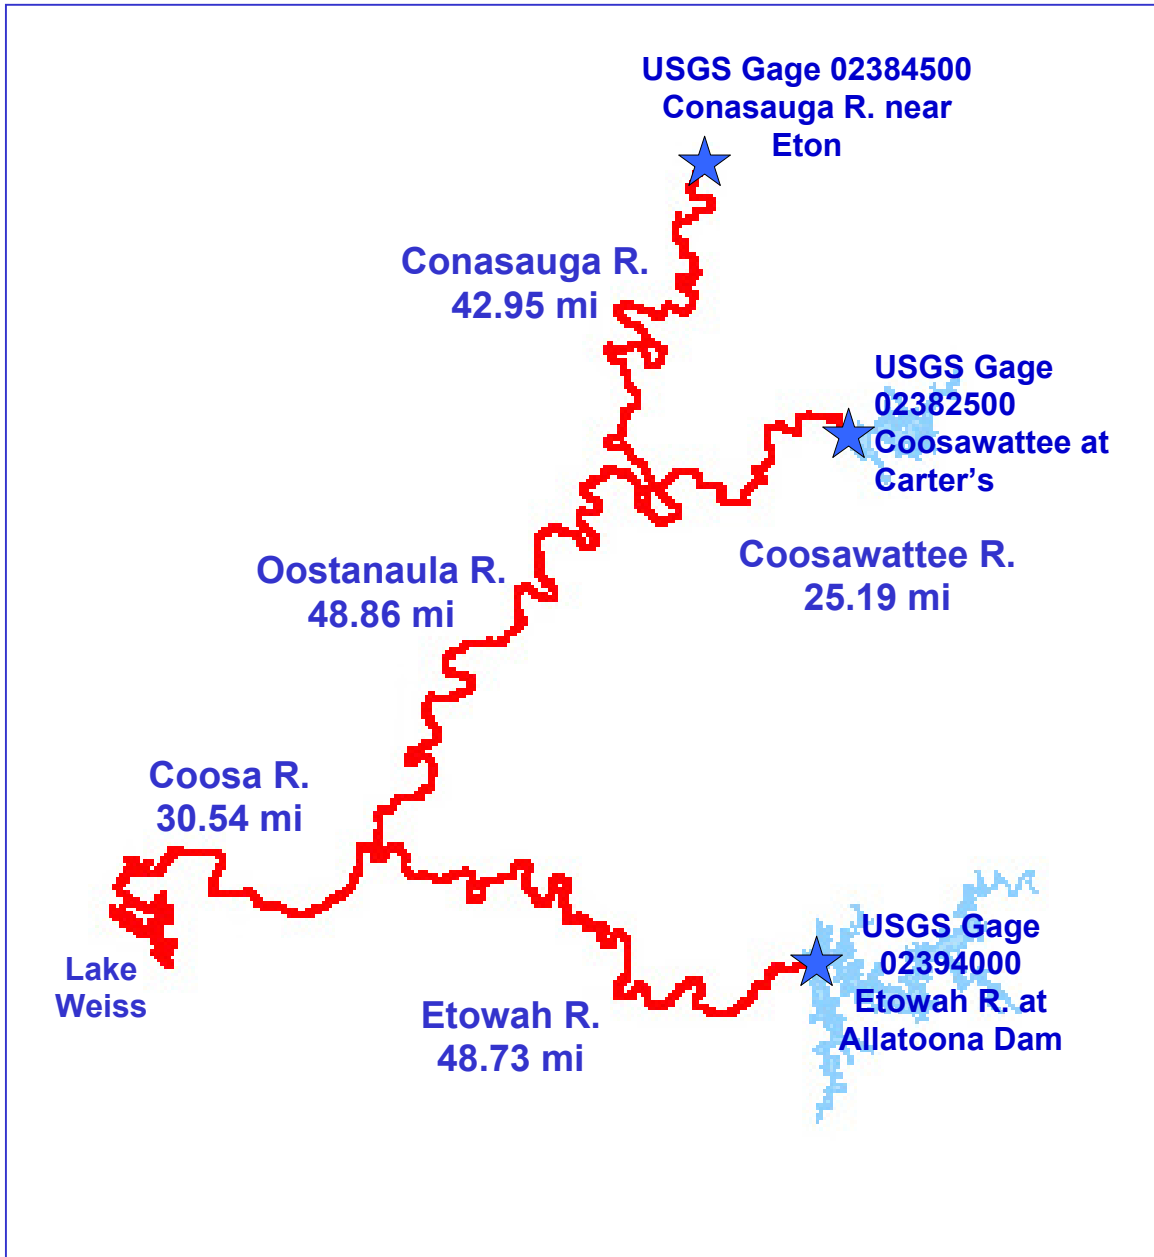 USGS Gage 02384500
Conasauga R. near
Eton
Conasauga R.
42.95 mi
USGS Gage
02382500
Coosawattee at
Carter’s
Coosawattee R.
25.19 mi
Oostanaula R.
48.86 mi
Coosa R.
30.54 mi
Lake
Weiss
USGS Gage
02394000
Etowah R. at
Allatoona Dam
Etowah R.
48.73 mi